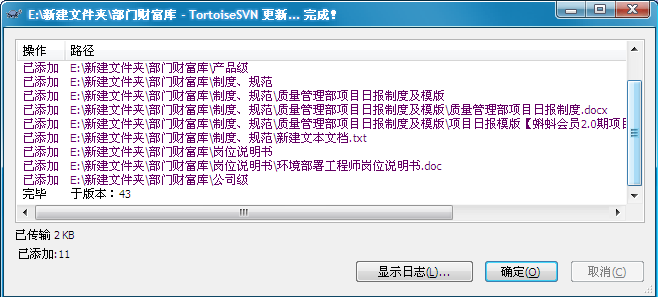 E:\新建文件夹\部门财富库 - TortoiseSVN 更新... 完成!
操作 路径
已添加 E:\新建文件夹\部门财富库\产品级
已添加 E:\新建文件夹\部门财富库\制度、规范
已添加 E:\新建文件夹\部门财富库\制度、规范\质量管理部项目日报制度及模版
已添加 E:\新建文件夹\部门财富库\制度、规范\质量管理部项目日报制度及模版\质量管理部项目日报制度.docx
已添加 E:\新建文件夹\部门财富库\制度、规范\质量管理部项目日报制度及模版\项目日报模版【蝌蚪会员2.0期项目
已添加 E:\新建文件夹\部门财富库\制度、规范\新建文本文档.txt
已添加 E:\新建文件夹\部门财富库\岗位说明书
已添加 E:\新建文件夹\部门财富库\岗位说明书\环境部署工程师岗位说明书.doc
已添加 E:\新建文件夹\部门财富库\公司级
完毕 于版本：43
已传输 2 KB
已添加:11
显示日志(L)... 确定(O) 取消(C)